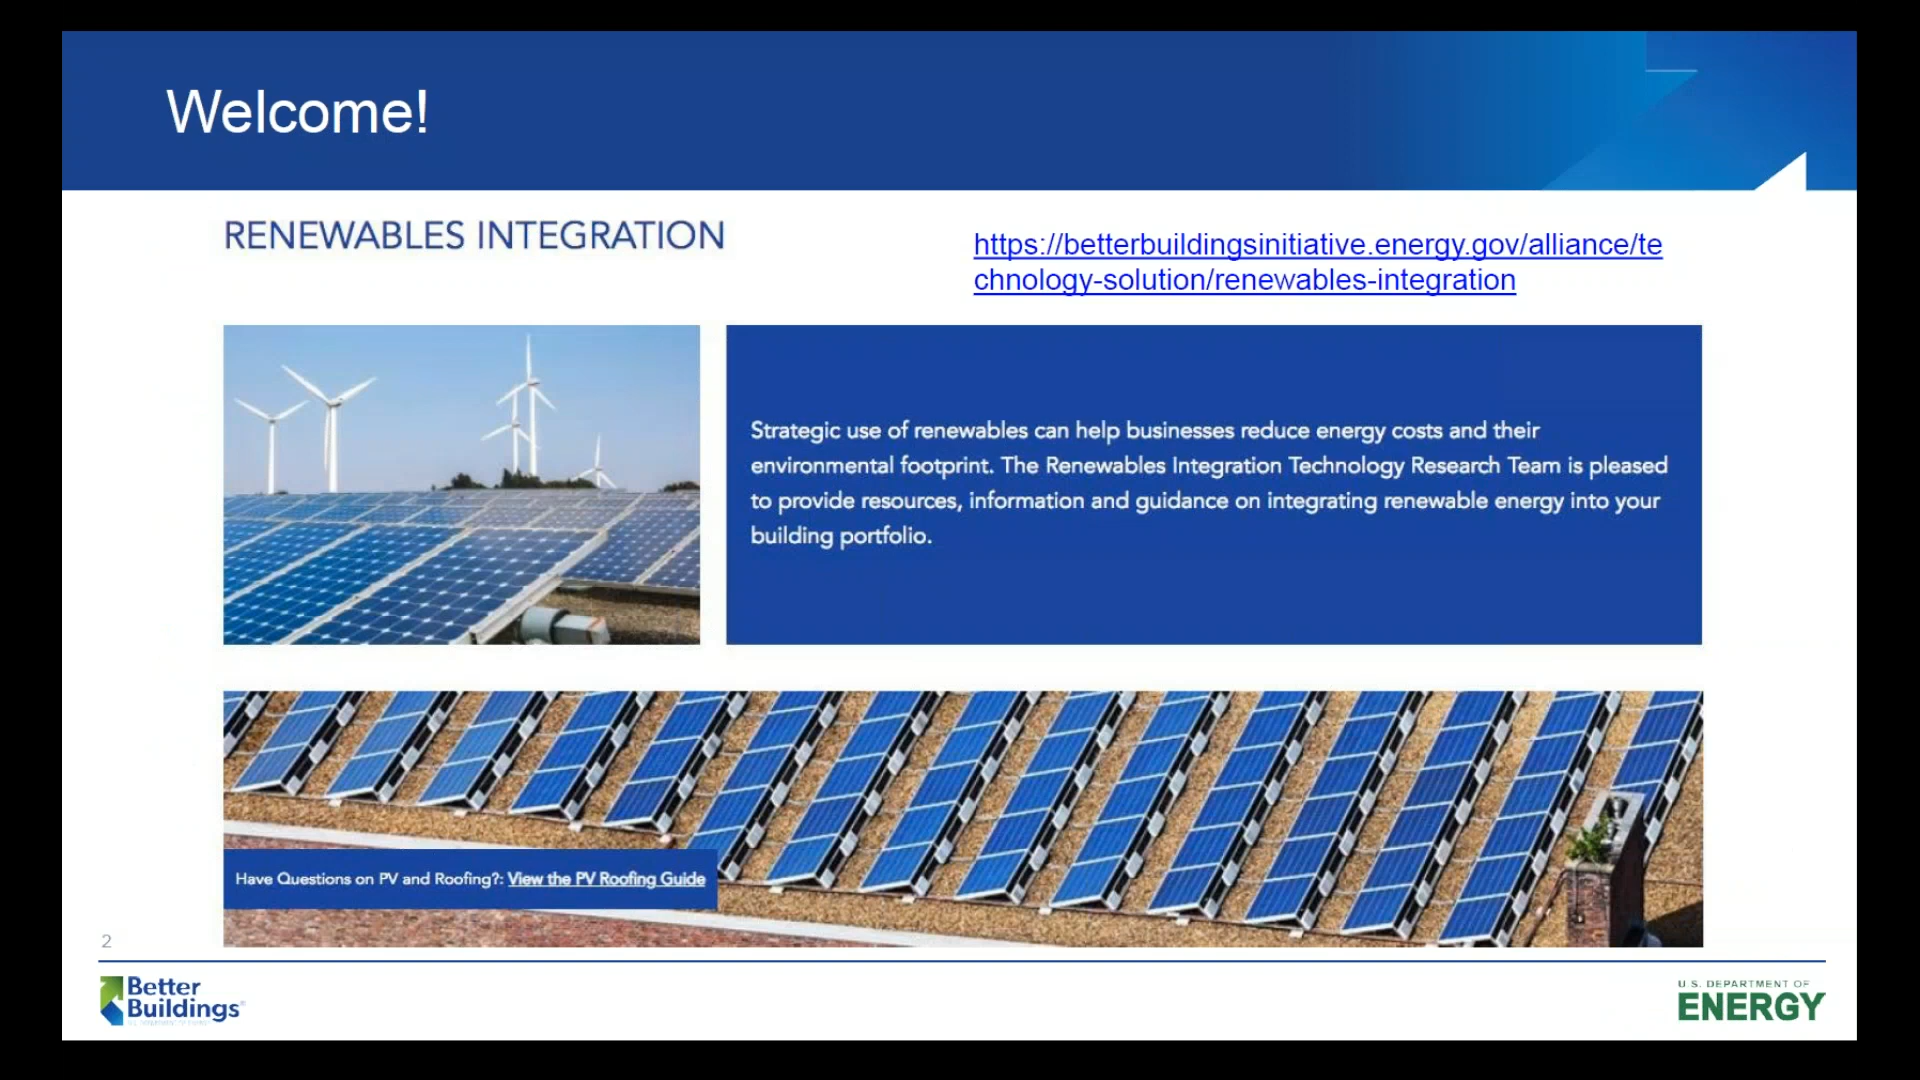 Welcome!
RENEWABLES INTEGRATION
https://betterbuildingsinitiative.energy.gov/alliance/te
chnology-solution/renewables-integration
Strategic use of renewables can help businesses reduce energy costs and their
environmental footprint. The Renewables Integration Technology Research Team is pleased
to provide resources, information and guidance on integrating renewable energy into your
building portfolio.
Have Questions on PV and Roofing?: View the PV Roofing Guide
2
Better
Buildings
U.S. DEPARTMENT OF
ENERGY